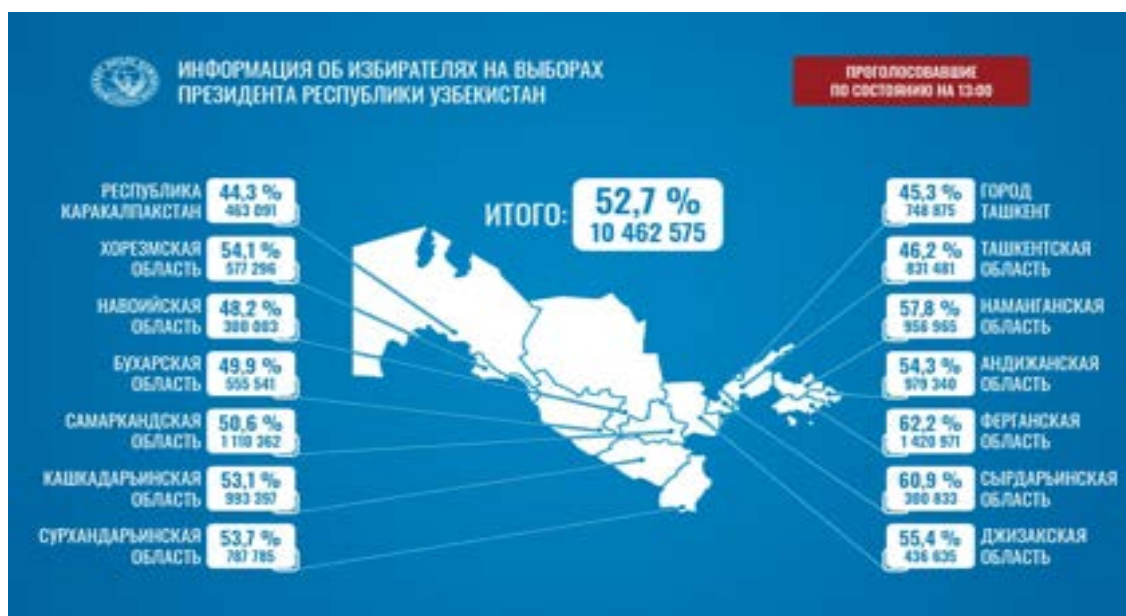 ИНФОРМАЦИЯ ОБ ИЗБИРАТЕЛЯХ НА ВЫБОРАХ
ПРЕЗИДЕНТА РЕСПУБЛИКИ УЗБЕКИСТАН
ПРОГОЛОСОВАВШИЕ
ПО СОСТОЯНИЮ НА 13:00
ИТОГО:
52,7 %
10 462 575
РЕСПУБЛИКА
КАРАКАЛПАКСТАН
44,3 %
463 091
ХОРЕЗМСКАЯ
ОБЛАСТЬ
54,1 %
577 296
НАВОИЙСКАЯ
ОБЛАСТЬ
48,2 %
БУХАРСКАЯ
ОБЛАСТЬ
49,9 %
555 541
САМАРКАНДСКАЯ
ОБЛАСТЬ
50,6 %
1 110 362
КАШКАДАРЬИНСКАЯ
ОБЛАСТЬ
53,1 %
993 397
СУРХАНДАРЬИНСКАЯ
ОБЛАСТЬ
53,7 %
787 785
45,3 %
748 875
ГОРОД
ТАШКЕНТ
46,2 %
831 481
ТАШКЕНТСКАЯ
ОБЛАСТЬ
57,8 %
956 965
НАМАНГАНСКАЯ
ОБЛАСТЬ
54,3 %
979 340
АНДИЖАНСКАЯ
ОБЛАСТЬ
62,2 %
1 420 971
ФЕРГАНСКАЯ
ОБЛАСТЬ
60,9 %
300 833
СЫРДАРЬИНСКАЯ
ОБЛАСТЬ
55,4 %
436 635
ДЖИЗАКСКАЯ
ОБЛАСТЬ